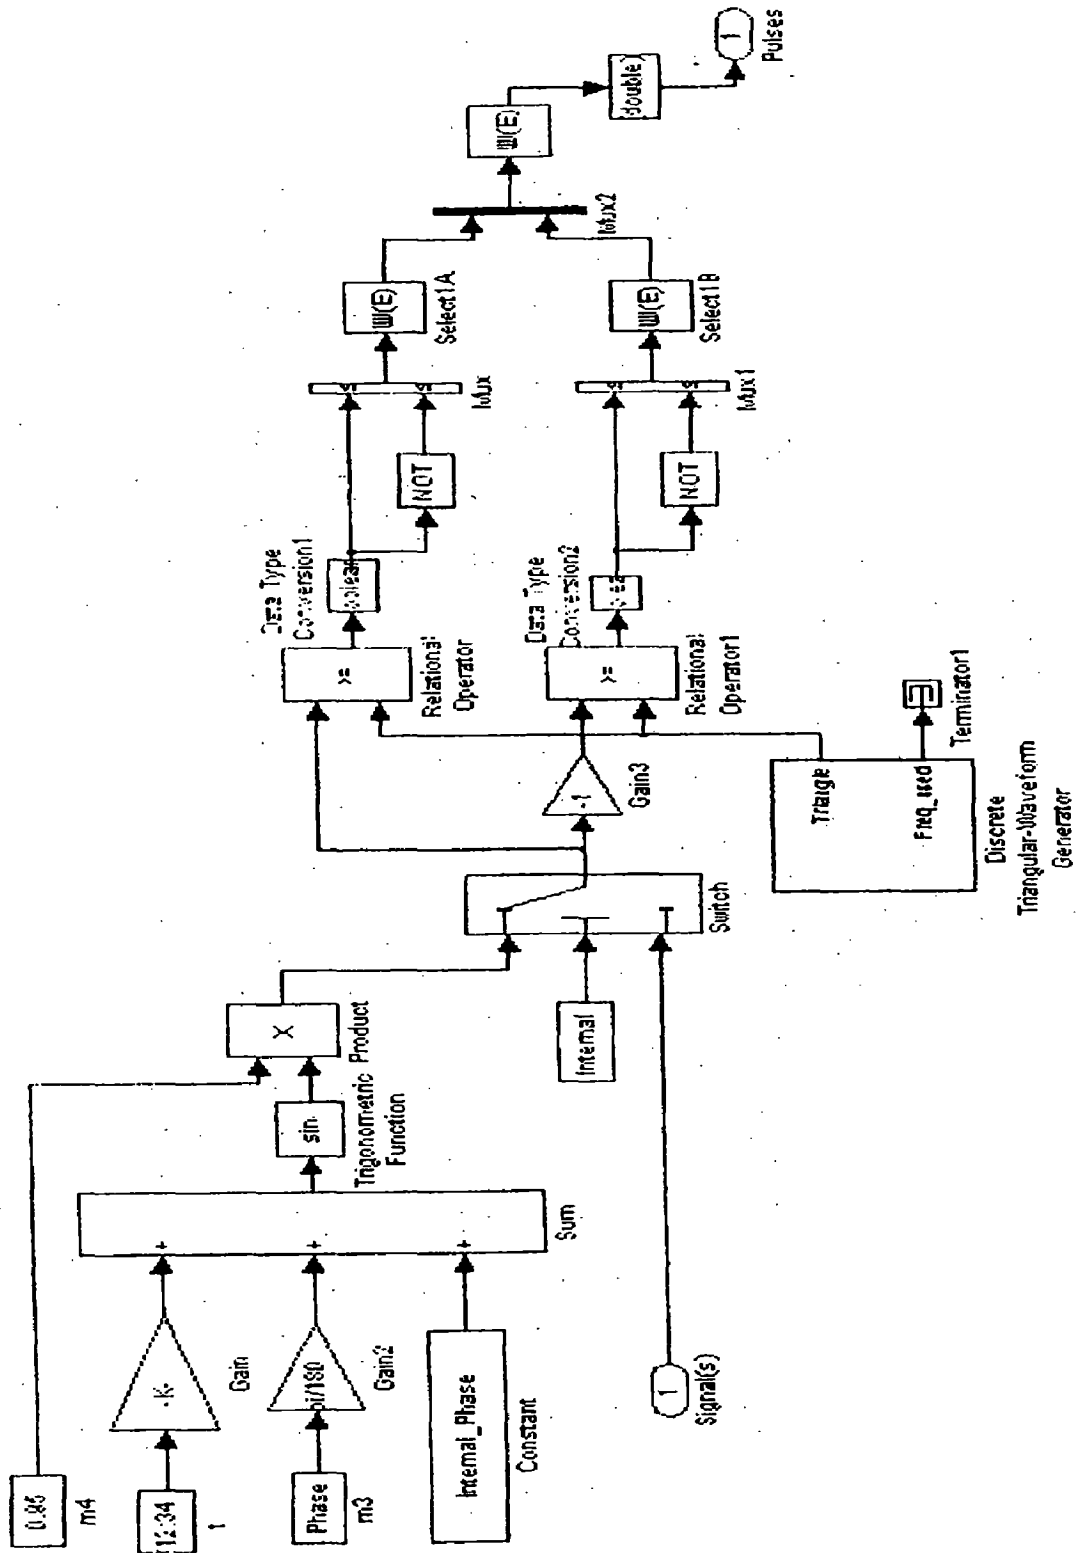 0.95
m4
12:34
t
Phase
m3
Internal_Phase
Constant
-K-
Gain
pi/180
Gain2
+
+
+
Sum
sin
Trigonometric
Function
X
Product
Internal
1
Signal(s)
Switch
-1
Gain3
>=
Relational
Operator
>=
Relational
Operator1
Triangle
Freq_used
Discrete
Triangular-Waveform
Generator
Terminator1
Data Type
Conversion1
Data Type
Conversion2
NOT
NOT
Mux
Mux1
U(E)
Select1A
U(E)
Select1B
Mux2
U(E)
double)
1
Pulses